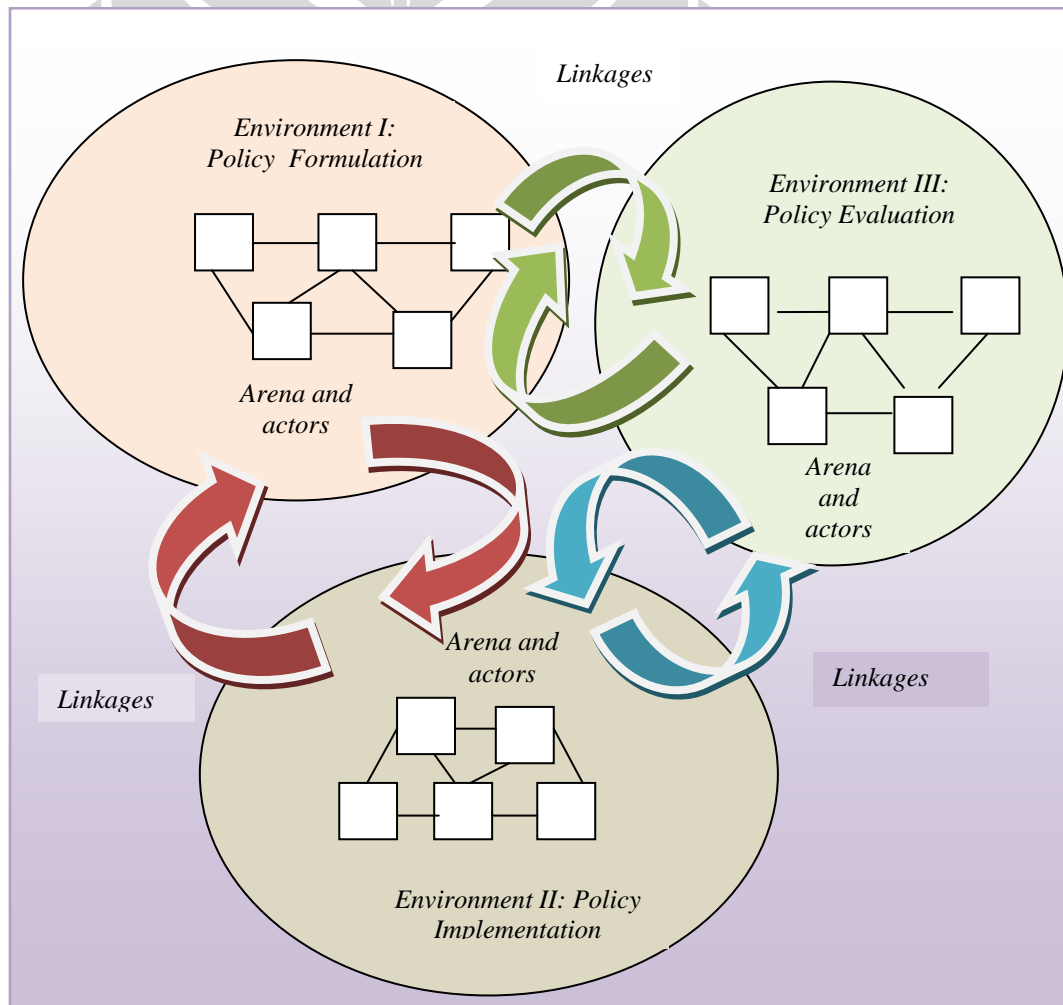 Linkages
Environment I:
Policy Formulation
Environment III:
Policy Evaluation
Arena and
actors
Arena
and
actors
Arena and
actors
Linkages
Linkages
Environment II: Policy
Implementation